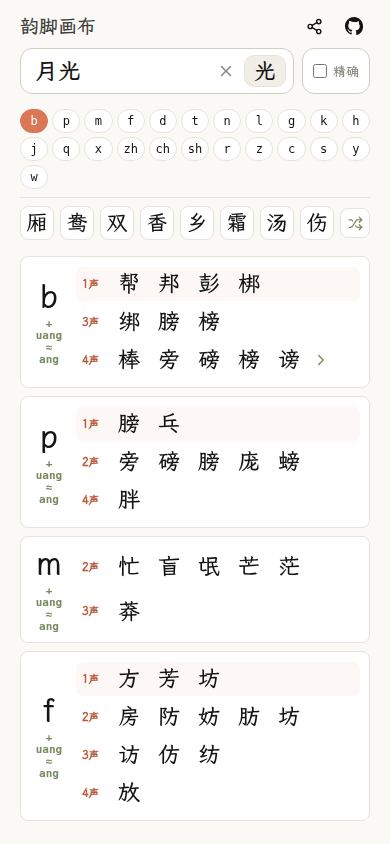 韵脚画布
月光 × 光 精确
b p m f d t n l g k h
j q x zh ch sh r z c s y
w
厢 鸯 双 香 乡 霜 汤 伤
b + uang ≈ ang
1声 帮 邦 彭 梆
3声 绑 膀 榜
4声 棒 旁 磅 榜 谤 >
p + uang ≈ ang
1声 膀 乓
2声 旁 磅 膀 庞 螃
4声 胖
m + uang ≈ ang
2声 忙 盲 氓 芒 茫
3声 莽
f + uang ≈ ang
1声 方 芳 坊
2声 房 防 妨 肪 坊
3声 访 仿 纺
4声 放